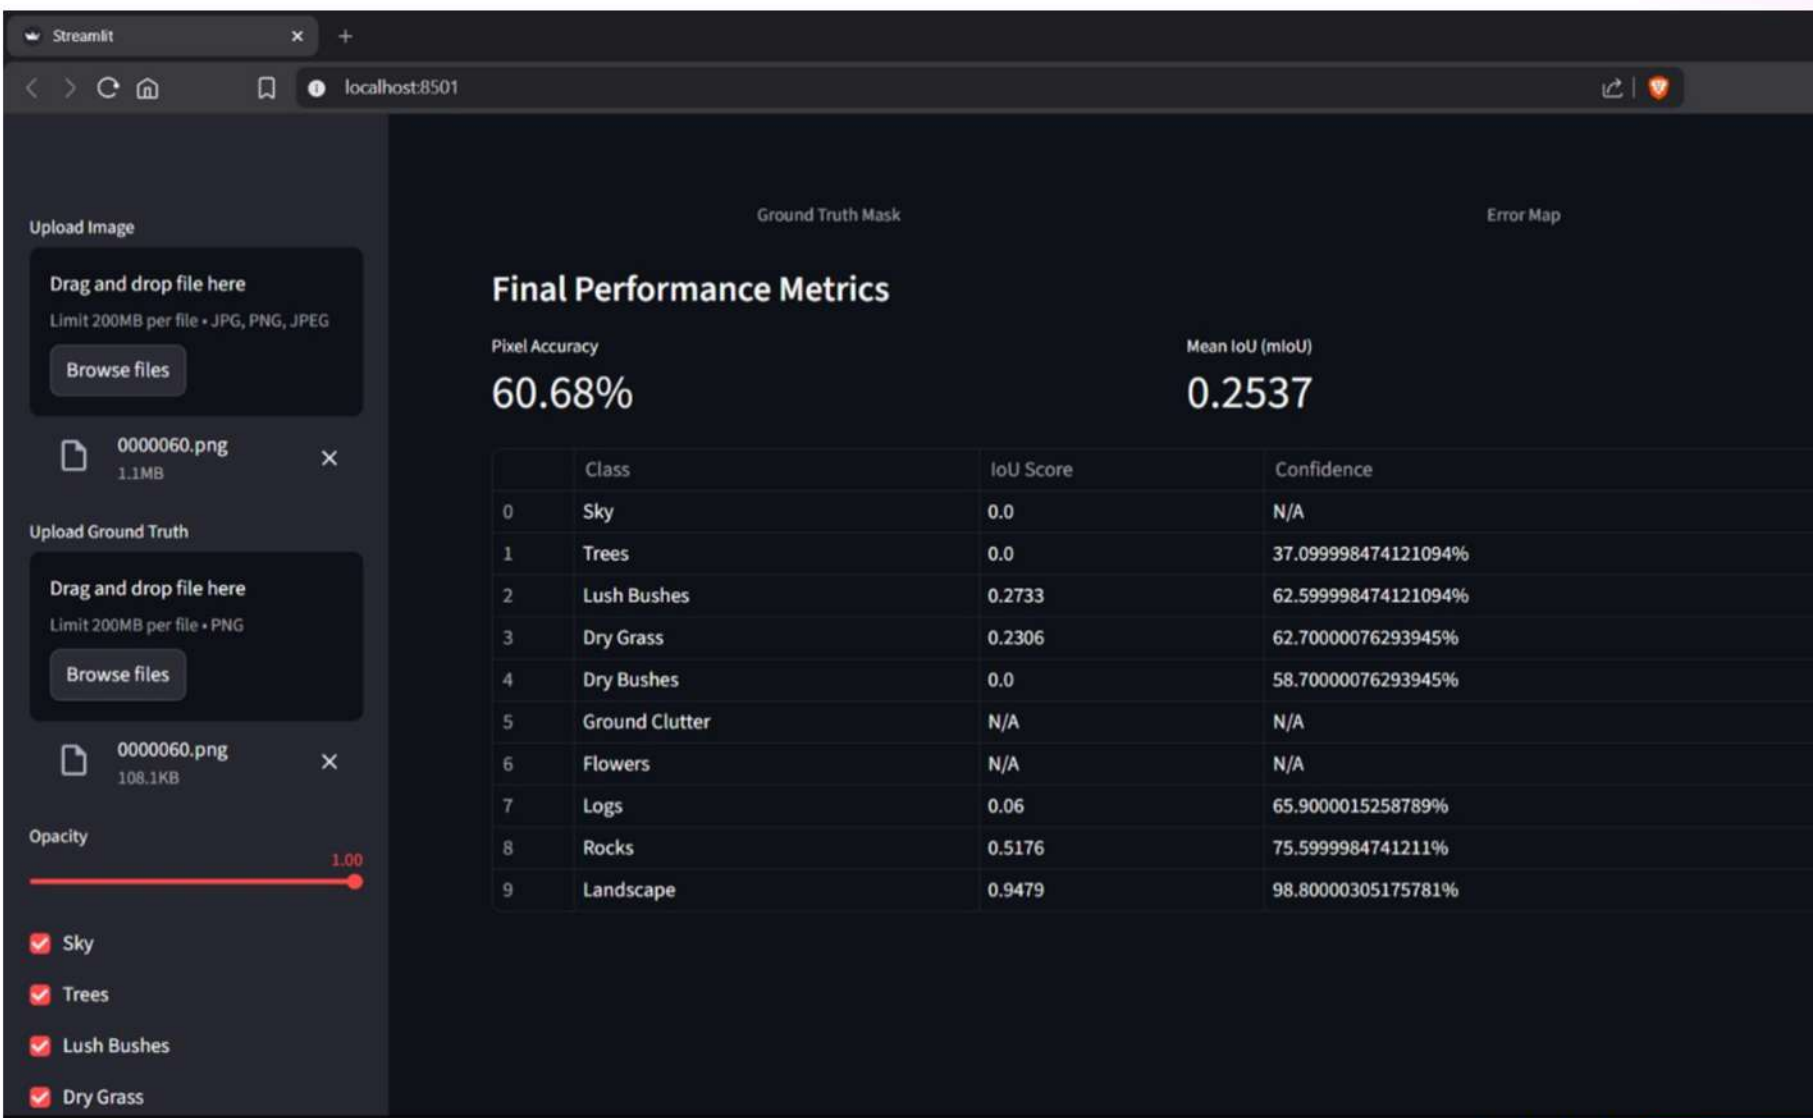 Streamlit
localhost:8501
Upload Image
Drag and drop file here
Limit 200MB per file • JPG, PNG, JPEG
Browse files
0000060.png
1.1MB
Upload Ground Truth
Drag and drop file here
Limit 200MB per file • PNG
Browse files
0000060.png
108.1KB
Opacity
1.00
Sky
Trees
Lush Bushes
Dry Grass
Ground Truth Mask Error Map
Final Performance Metrics
Pixel Accuracy Mean IoU (mIoU)
60.68% 0.2537
Class IoU Score Confidence
0 Sky 0.0 N/A
1 Trees 0.0 37.099998474121094%
2 Lush Bushes 0.2733 62.599998474121094%
3 Dry Grass 0.2306 62.70000076293945%
4 Dry Bushes 0.0 58.70000076293945%
5 Ground Clutter N/A N/A
6 Flowers N/A N/A
7 Logs 0.06 65.9000015258789%
8 Rocks 0.5176 75.5999984741211%
9 Landscape 0.9479 98.80000305175781%